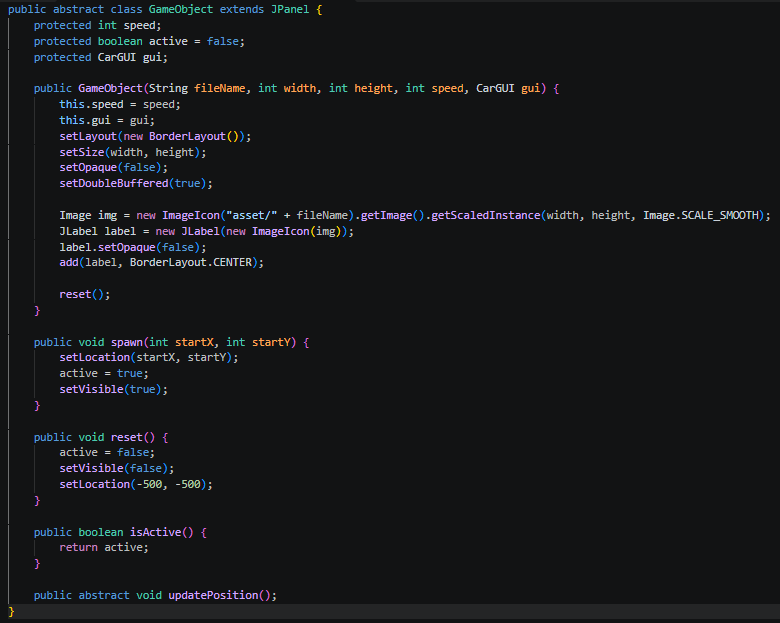 public abstract class GameObject extends JPanel {
    protected int speed;
    protected boolean active = false;
    protected CarGUI gui;

    public GameObject(String fileName, int width, int height, int speed, CarGUI gui) {
        this.speed = speed;
        this.gui = gui;
        setLayout(new BorderLayout());
        setSize(width, height);
        setOpaque(false);
        setDoubleBuffered(true);

        Image img = new ImageIcon("asset/" + fileName).getImage().getScaledInstance(width, height, Image.SCALE_SMOOTH);
        JLabel label = new JLabel(new ImageIcon(img));
        label.setOpaque(false);
        add(label, BorderLayout.CENTER);

        reset();
    }

    public void spawn(int startX, int startY) {
        setLocation(startX, startY);
        active = true;
        setVisible(true);
    }

    public void reset() {
        active = false;
        setVisible(false);
        setLocation(-500, -500);
    }

    public boolean isActive() {
        return active;
    }

    public abstract void updatePosition();
}